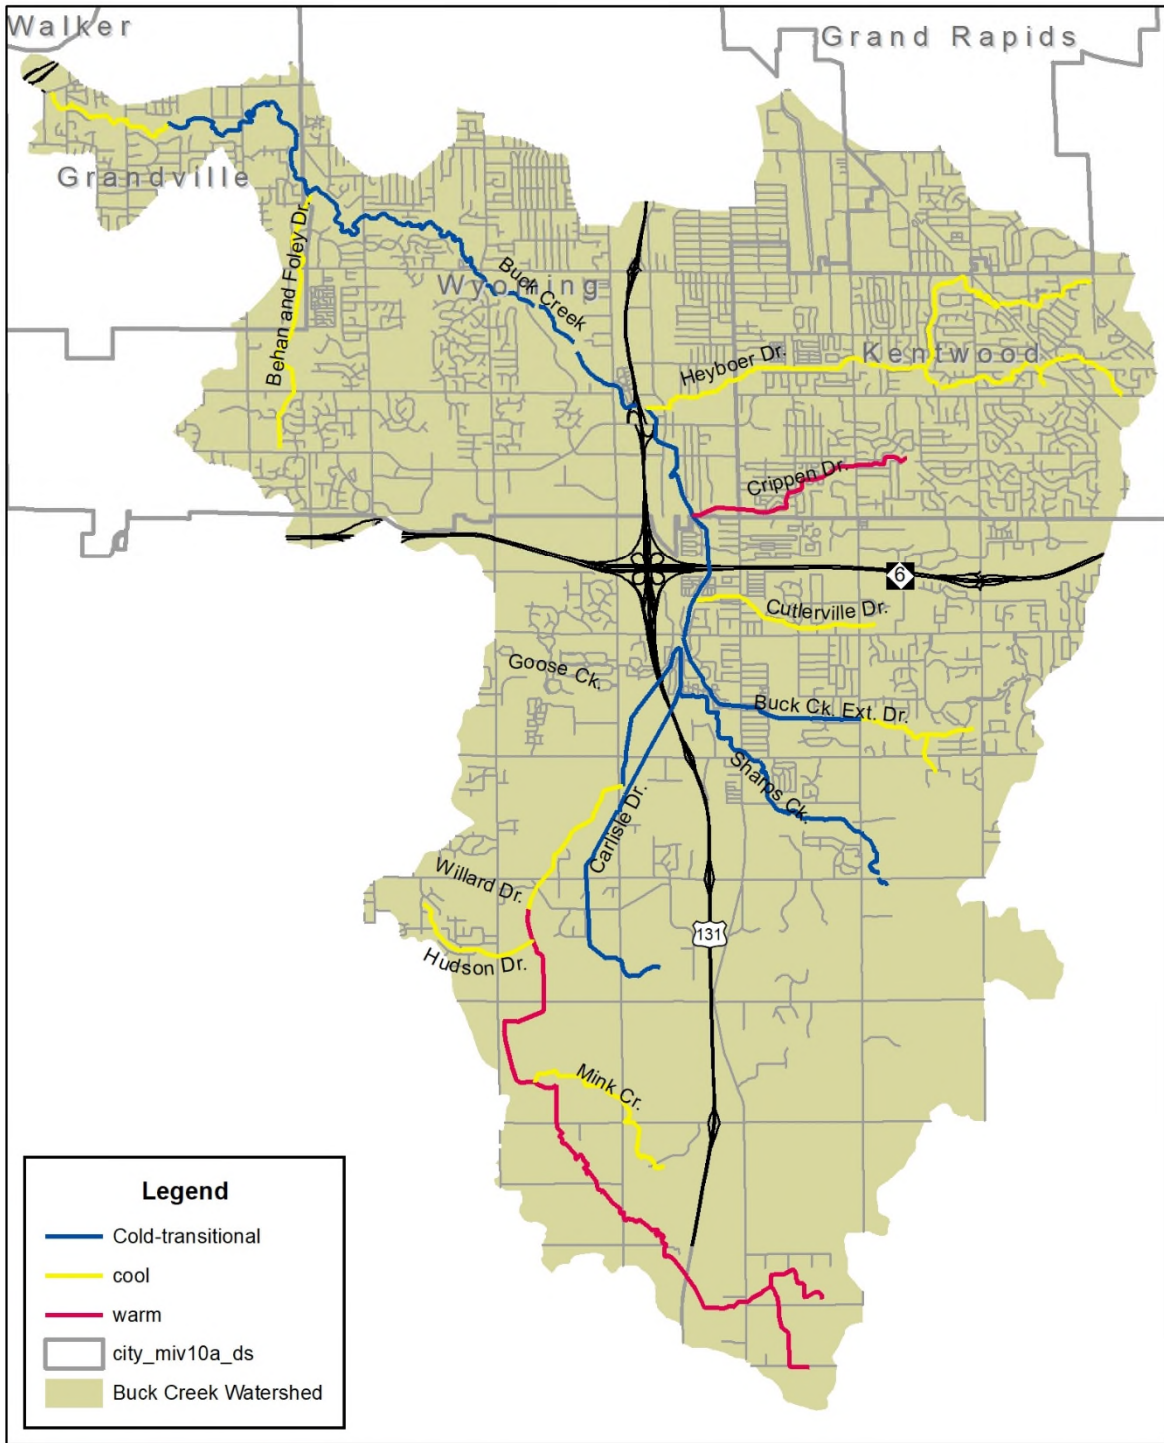 Walker
Grand Rapids
Grandville
Behan and Foley Dr.
Wyoming
Buck Creek
Heyboer Dr.
Kentwood
Crippen Dr.
6
Cutlerville Dr.
Goose Ck.
Buck Ck. Ext. Dr.
Sharps Ck.
Carlisle Dr.
Willard Dr.
131
Hudson Dr.
Mink Cr.
Legend
Cold-transitional
cool
warm
city_miv10a_ds
Buck Creek Watershed